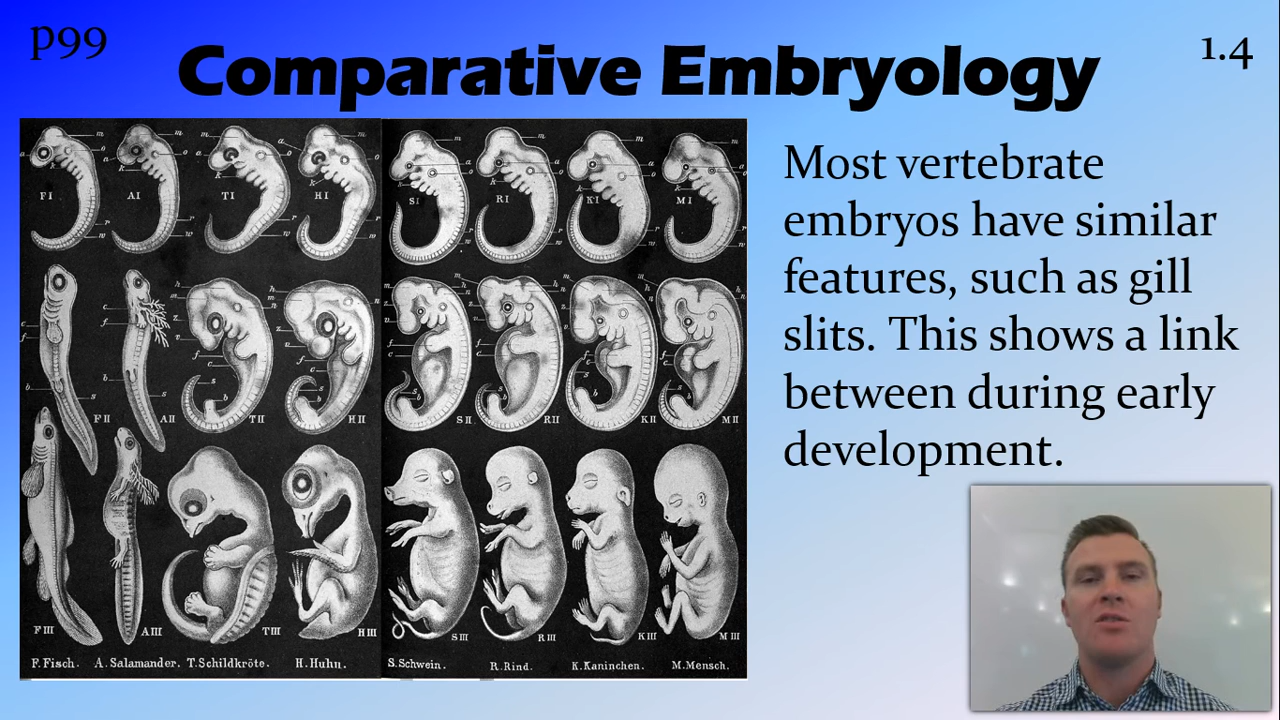 p99
1.4
Comparative Embryology
Most vertebrate
embryos have similar
features, such as gill
slits. This shows a link
between during early
development.
F I
A I
T I
H I
S I
R I
K I
M I
F II
A II
T II
H II
S II
R II
K II
M II
F III
A III
T III
H III
S III
R III
K III
M III
F. Fisch. A. Salamander. T. Schildkröte. H. Huhn. S. Schwein. R. Rind. K. Kaninchen. M. Mensch.